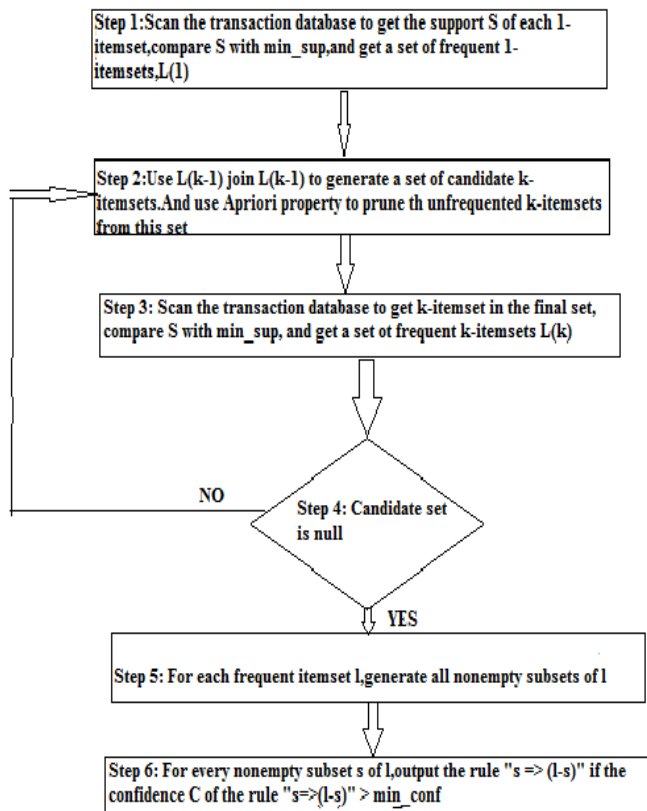 Step 1:Scan the transaction database to get the support S of each 1-
itemset,compare S with min_sup,and get a set of frequent 1-
itemsets,L(1)
Step 2:Use L(k-1) join L(k-1) to generate a set of candidate k-
itemsets.And use Apriori property to prune th unfrequented k-itemsets
from this set
Step 3: Scan the transaction database to get k-itemset in the final set,
compare S with min_sup, and get a set ot frequent k-itemsets L(k)
NO
Step 4: Candidate set
is null
YES
Step 5: For each frequent itemset l,generate all nonempty subsets of l
Step 6: For every nonempty subset s of l,output the rule "s => (l-s)" if the
confidence C of the rule "s=>(l-s)" > min_conf